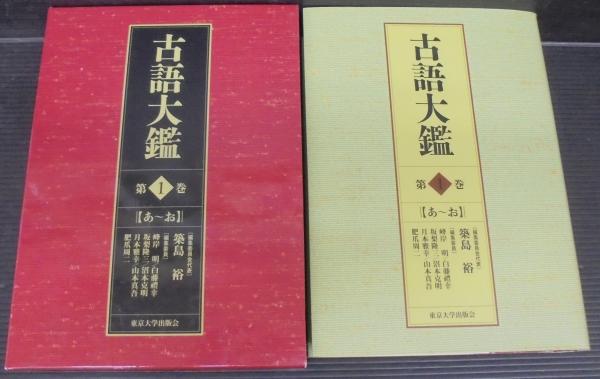 古語大鑑
第1巻
【あ～お】
[編集委員会代表]
築島 裕
[編集委員]
峰岸 明 白藤禮幸
坂梨隆三 沼本克明
月本雅幸 山本真吾
肥爪周二
東京大学出版会
古語大鑑
第1巻
【あ～お】
[編集委員会代表]
築島 裕
[編集委員]
峰岸 明 白藤禮幸
坂梨隆三 沼本克明
月本雅幸 山本真吾
肥爪周二
東京大学出版会